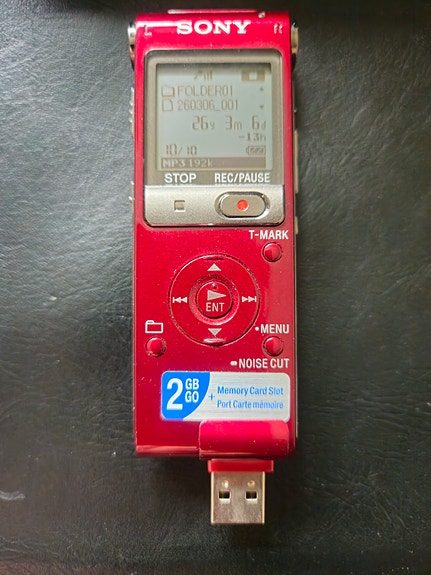 L SONY R
FOLDER01
260306_001
26y 3m 6d
-13h
10/10
MP3 192k
STOP REC/PAUSE
T-MARK
ENT
•MENU
NOISE CUT
2 GB GO + Memory Card Slot
Port Carte mémoire